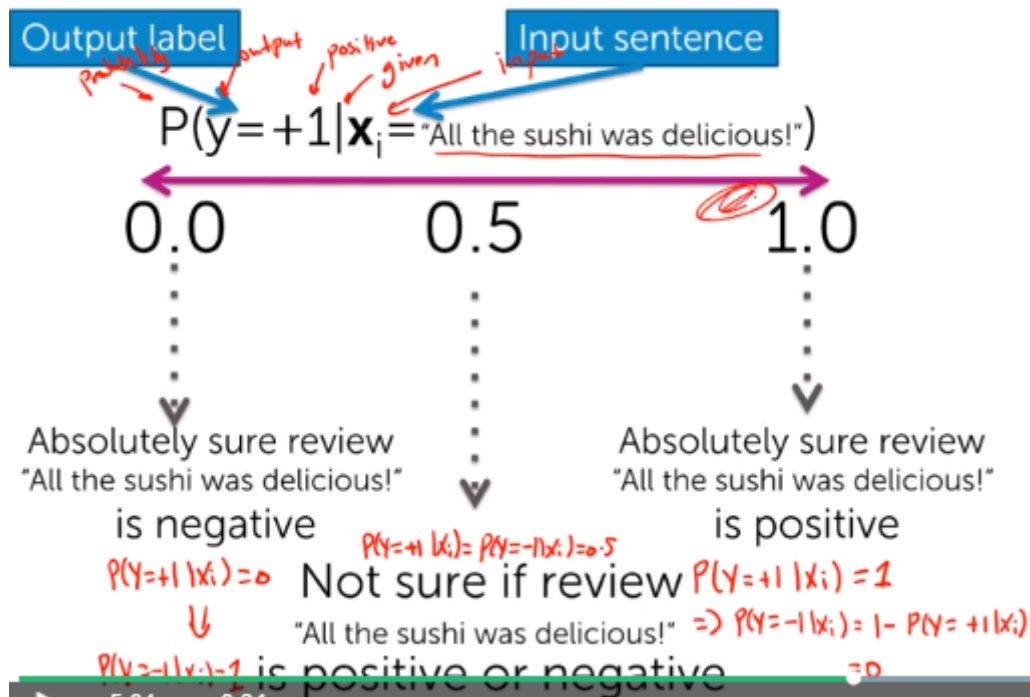 Output label
Input sentence
probability
output
positive
given
input
P(y=+1|xᵢ="All the sushi was delicious!")
0.0
0.5
1.0
Absolutely sure review
"All the sushi was delicious!"
is negative
P(y=+1|xᵢ)=0
⇓
P(y=-1|xᵢ)=1
P(y=+1|xᵢ)=P(y=-1|xᵢ)=0.5
Not sure if review
"All the sushi was delicious!"
is positive or negative
Absolutely sure review
"All the sushi was delicious!"
is positive
P(y=+1|xᵢ)=1
=> P(y=-1|xᵢ)=1-P(y=+1|xᵢ)
=0